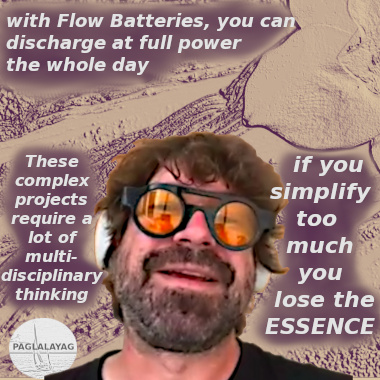 with Flow Batteries, you can
discharge at full power
the whole day
These
complex
projects
require a
lot of
multi-
disciplinary
thinking
if you
simplify
too
much
you
lose the
ESSENCE
PAGLALAYAG